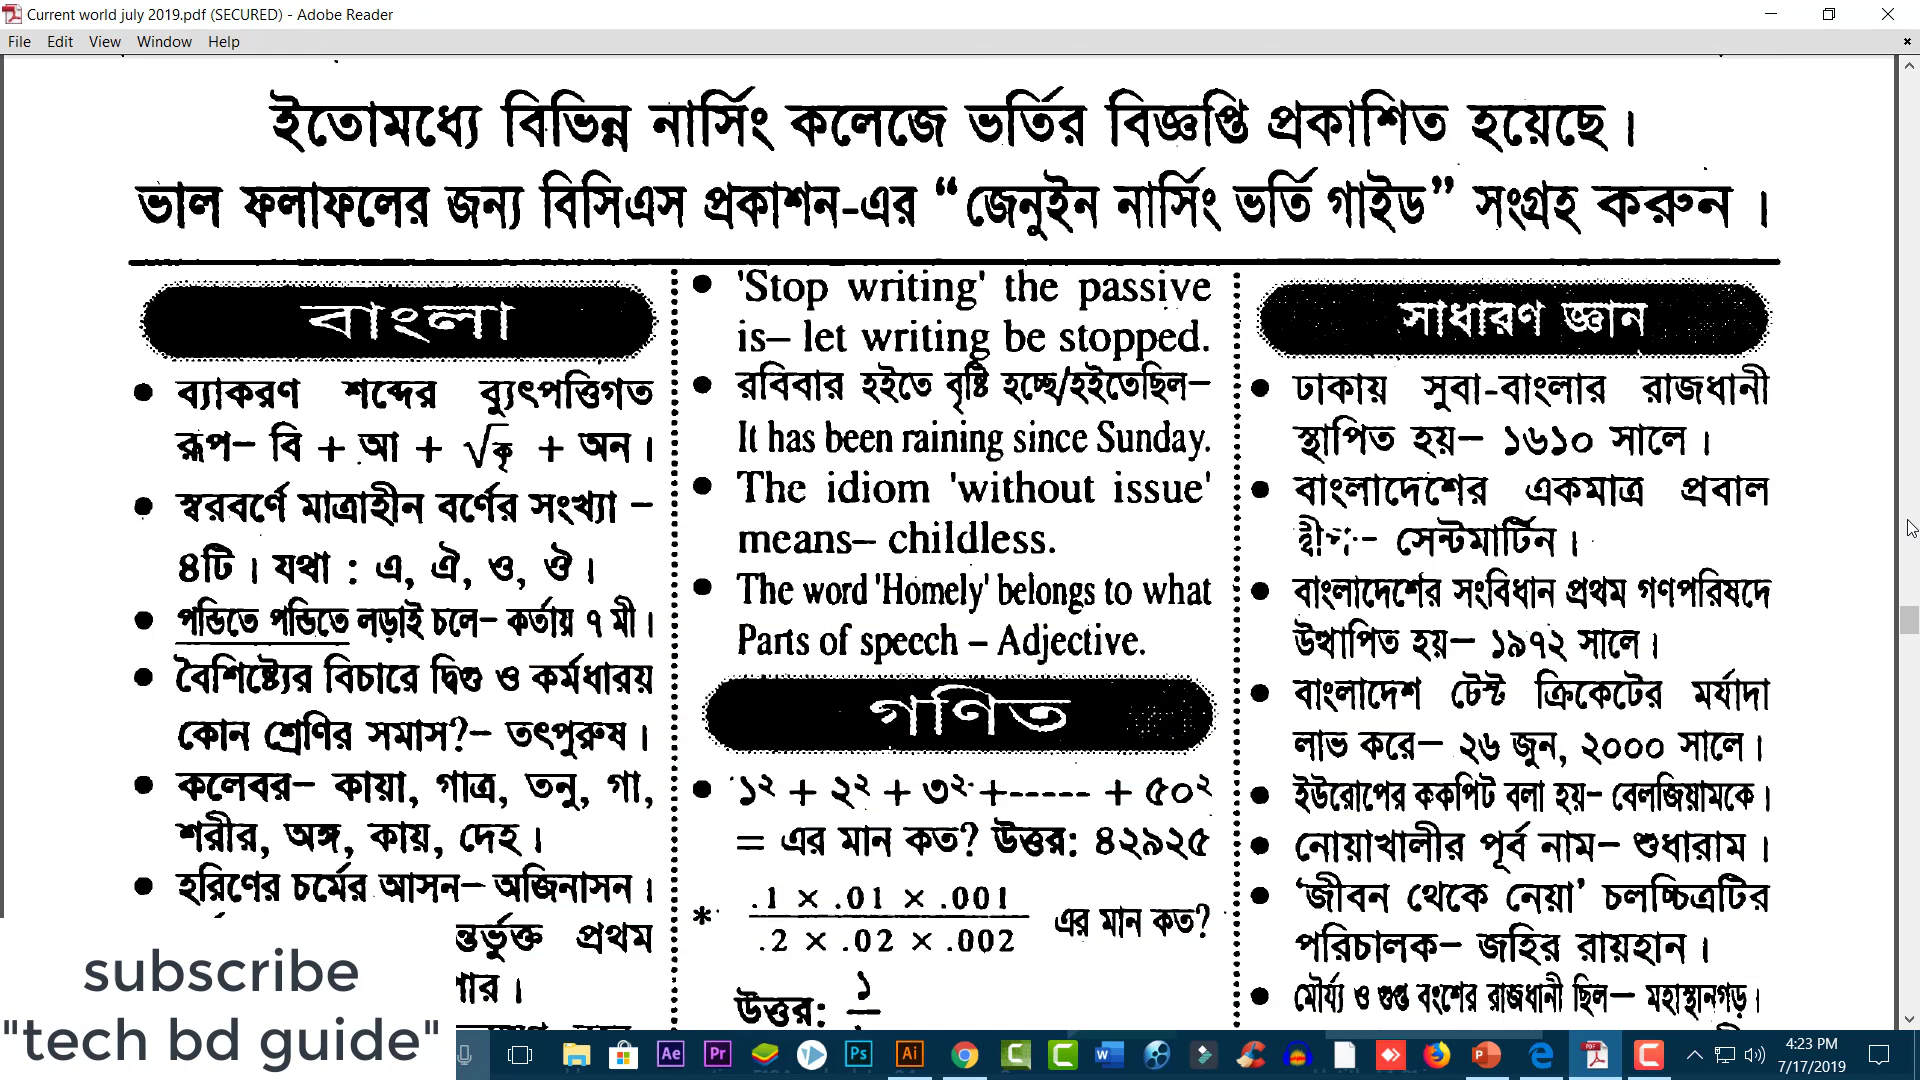 Current world july 2019.pdf (SECURED) - Adobe Reader
File Edit View Window Help
ইতোমধ্যে বিভিন্ন নার্সিং কলেজে ভর্তির বিজ্ঞপ্তি প্রকাশিত হয়েছে।
ভাল ফলাফলের জন্য বিসিএস প্রকাশন-এর “জেনুইন নার্সিং ভর্তি গাইড” সংগ্রহ করুন ।
বাংলা
• ব্যাকরণ শব্দের ব্যুৎপত্তিগত
রূপ– বি + আ + √কৃ + অন।
• স্বরবর্ণে মাত্রাহীন বর্ণের সংখ্যা –
৪টি। যথা : এ, ঐ, ও, ঔ।
• পন্ডিতে পন্ডিতে লড়াই চলে– কর্তায় ৭ মী।
• বৈশিষ্ট্যের বিচারে দ্বিগু ও কর্মধারয়
কোন শ্রেণির সমাস?– তৎপুরুষ।
• কলেবর– কায়া, গাত্র, তনু, গা,
শরীর, অঙ্গ, কায়, দেহ।
• হরিণের চর্মের আসন– অজিনাসন।
ন্তর্ভুক্ত প্রথম
• 'Stop writing' the passive
is– let writing be stopped.
• রবিবার হইতে বৃষ্টি হচ্ছে/হইতেছিল–
It has been raining since Sunday.
• The idiom 'without issue'
means– childless.
• The word 'Homely' belongs to what
Parts of speech – Adjective.
গণিত
• ১² + ২² + ৩² +----- + ৫০²
= এর মান কত? উত্তর: ৪২৯২৫
* .1 × .01 × .001
.2 × .02 × .002 এর মান কত?
উত্তর: ১
সাধারণ জ্ঞান
• ঢাকায় সুবা-বাংলার রাজধানী
স্থাপিত হয়– ১৬১০ সালে।
• বাংলাদেশের একমাত্র প্রবাল
দ্বীপ– সেন্টমার্টিন।
• বাংলাদেশের সংবিধান প্রথম গণপরিষদে
উত্থাপিত হয়– ১৯৭২ সালে।
• বাংলাদেশ টেস্ট ক্রিকেটের মর্যাদা
লাভ করে– ২৬ জুন, ২০০০ সালে।
• ইউরোপের ককপিট বলা হয়– বেলজিয়ামকে।
• নোয়াখালীর পূর্ব নাম– শুধারাম।
• ‘জীবন থেকে নেয়া’ চলচ্চিত্রটির
পরিচালক– জহির রায়হান।
• মৌর্য্য ও গুপ্ত বংশের রাজধানী ছিল– মহাস্থানগড়।
subscribe
"tech bd guide"
Ae Pr Ps Ai
4:23 PM
7/17/2019